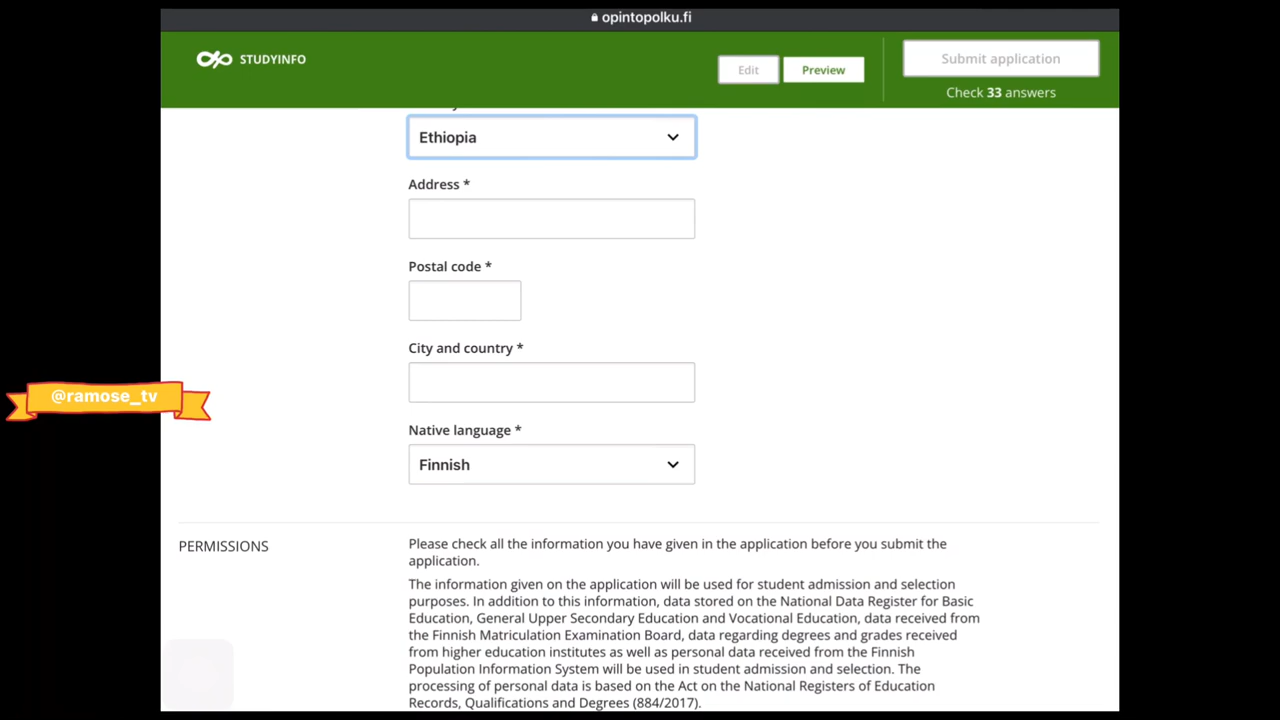 opintopolku.fi
STUDYINFO
Edit
Preview
Submit application
Check 33 answers
Ethiopia
Address *
Postal code *
City and country *
@ramose_tv
Native language *
Finnish
PERMISSIONS
Please check all the information you have given in the application before you submit the
application.
The information given on the application will be used for student admission and selection
purposes. In addition to this information, data stored on the National Data Register for Basic
Education, General Upper Secondary Education and Vocational Education, data received from
the Finnish Matriculation Examination Board, data regarding degrees and grades received
from higher education institutes as well as personal data received from the Finnish
Population Information System will be used in student admission and selection. The
processing of personal data is based on the Act on the National Registers of Education
Records, Qualifications and Degrees (884/2017).